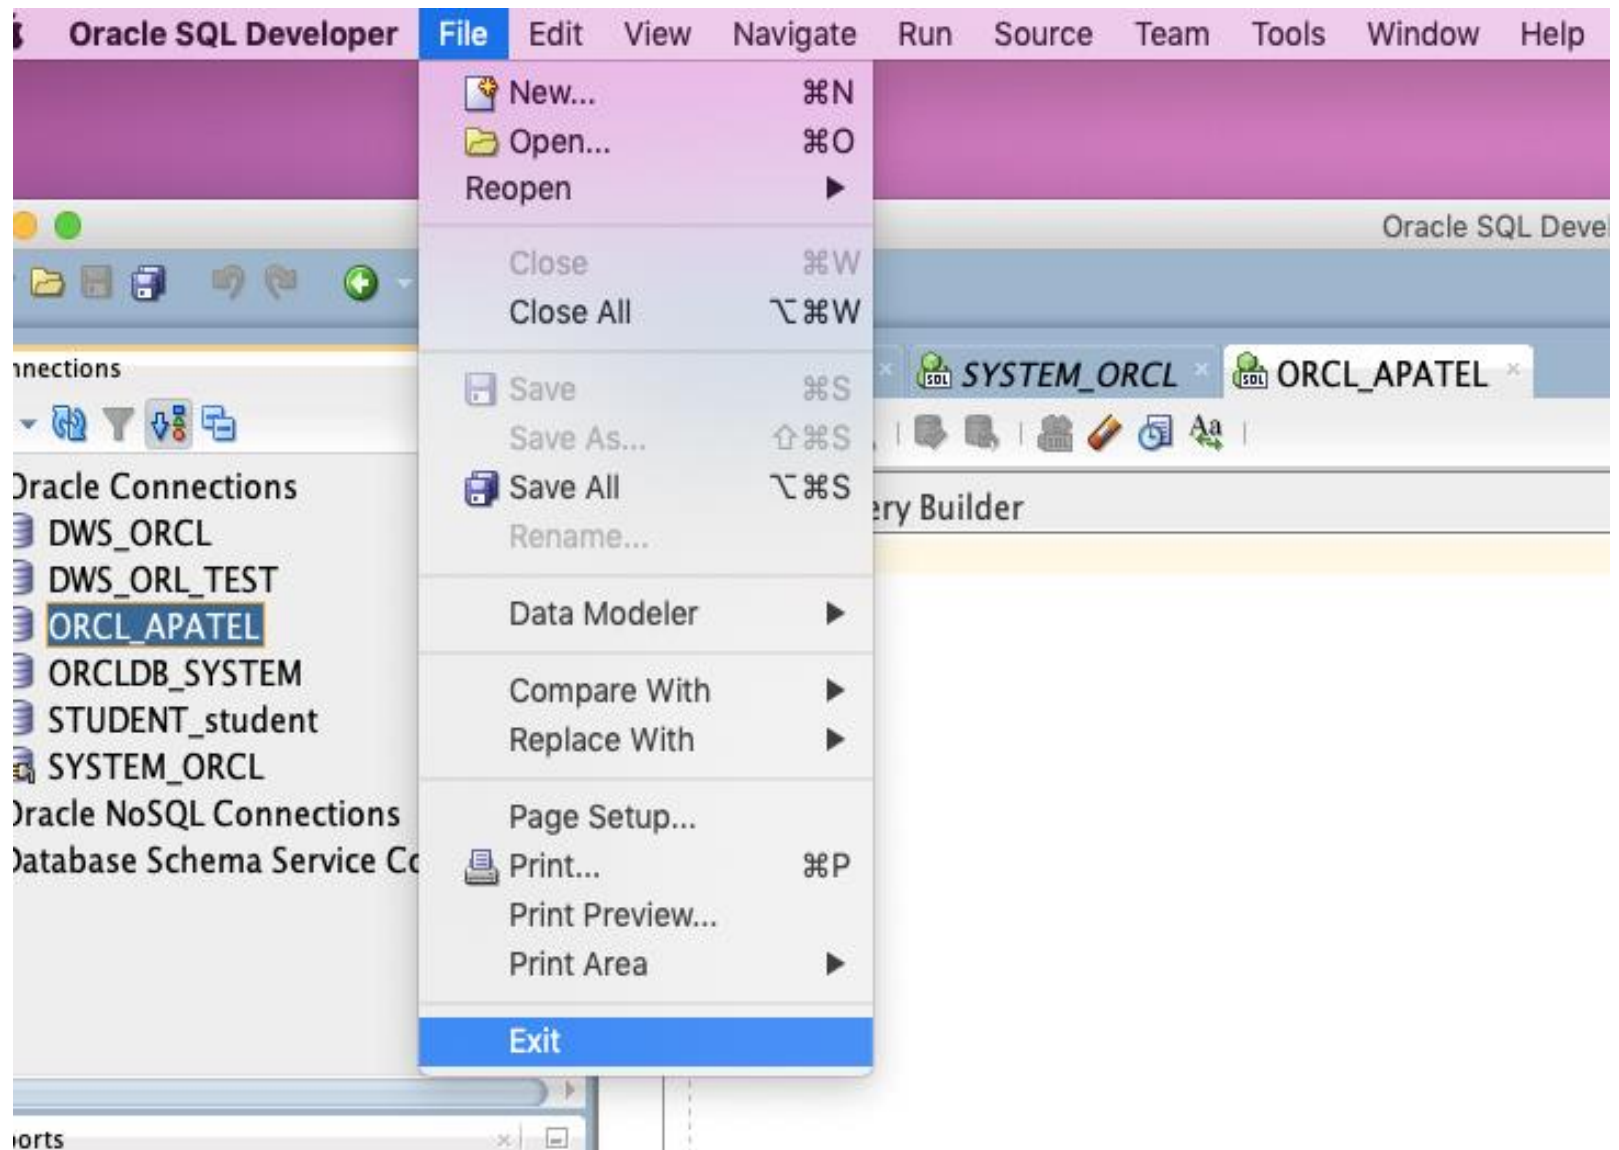 Oracle SQL Developer File Edit View Navigate Run Source Team Tools Window Help
New... ⌘N
Open... ⌘O
Reopen ▶
Oracle SQL Devel
Close ⌘W
Close All ⌥⌘W
nnections
SYSTEM_ORCL
ORCL_APATEL
Save ⌘S
Save As... ⇧⌘S
Save All ⌥⌘S
Rename...
ery Builder
Oracle Connections
DWS_ORCL
DWS_ORL_TEST
ORCL_APATEL
ORCLDB_SYSTEM
STUDENT_student
SYSTEM_ORCL
Oracle NoSQL Connections
Database Schema Service Co
Data Modeler ▶
Compare With ▶
Replace With ▶
Page Setup...
Print... ⌘P
Print Preview...
Print Area ▶
Exit
orts